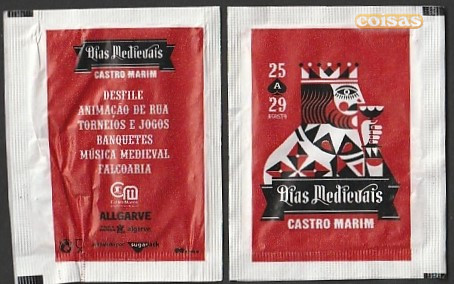 Dias Medievais
CASTRO MARIM
DESFILE
ANIMAÇÃO DE RUA
TORNEIOS E JOGOS
BANQUETES
MÚSICA MEDIEVAL
FALCOARIA
CM
ALLGARVE
algarve
coisas
25
A
29
AGOSTO
Dias Medievais
CASTRO MARIM